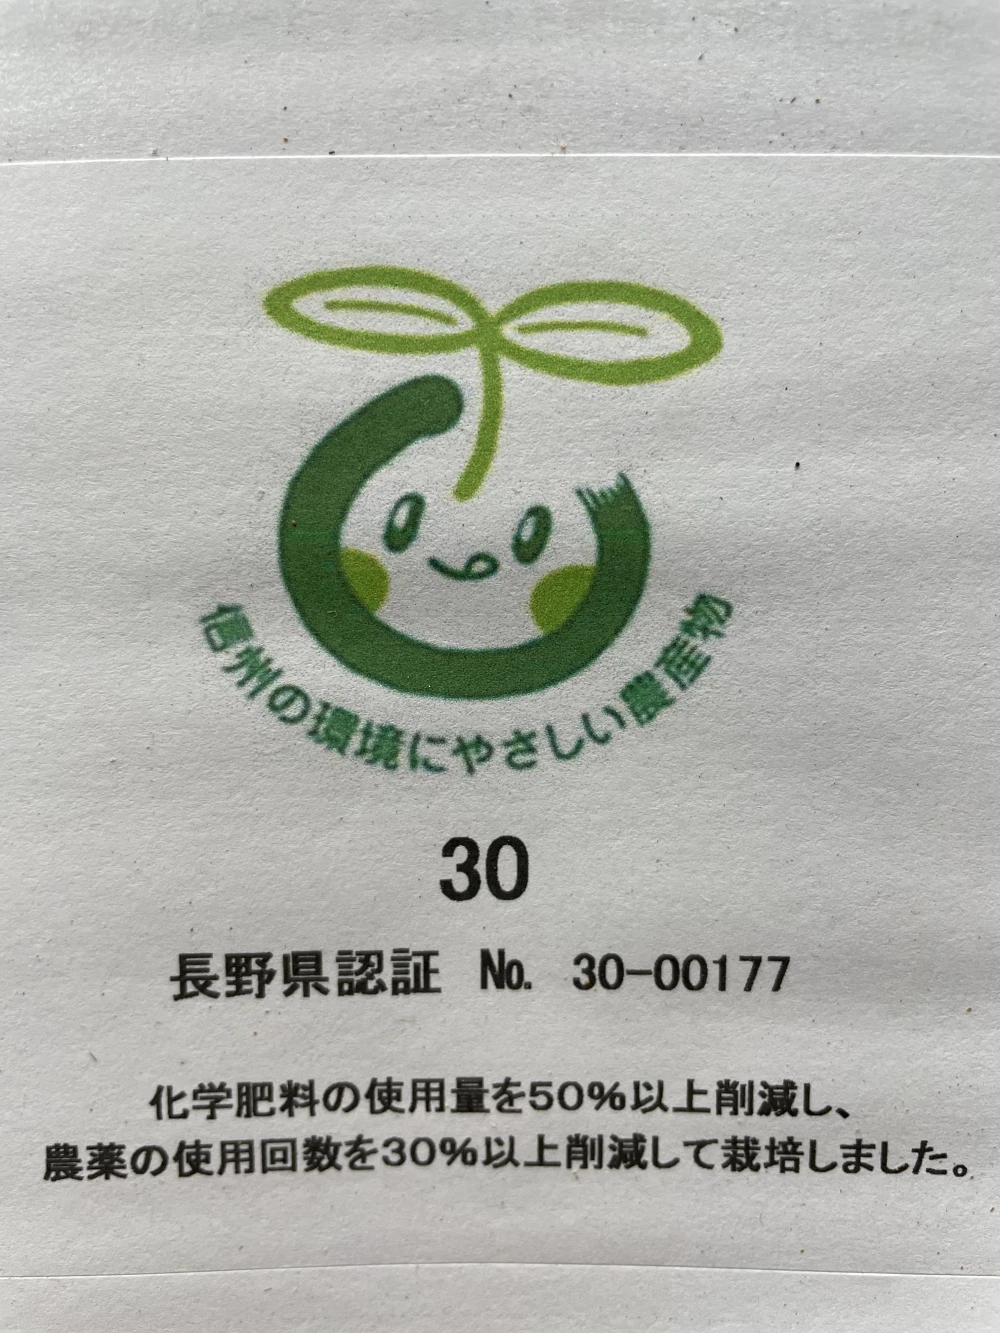 信州の環境にやさしい農産物
30
長野県認証 No. 30-00177
化学肥料の使用量を50%以上削減し、
農薬の使用回数を30%以上削減して栽培しました。